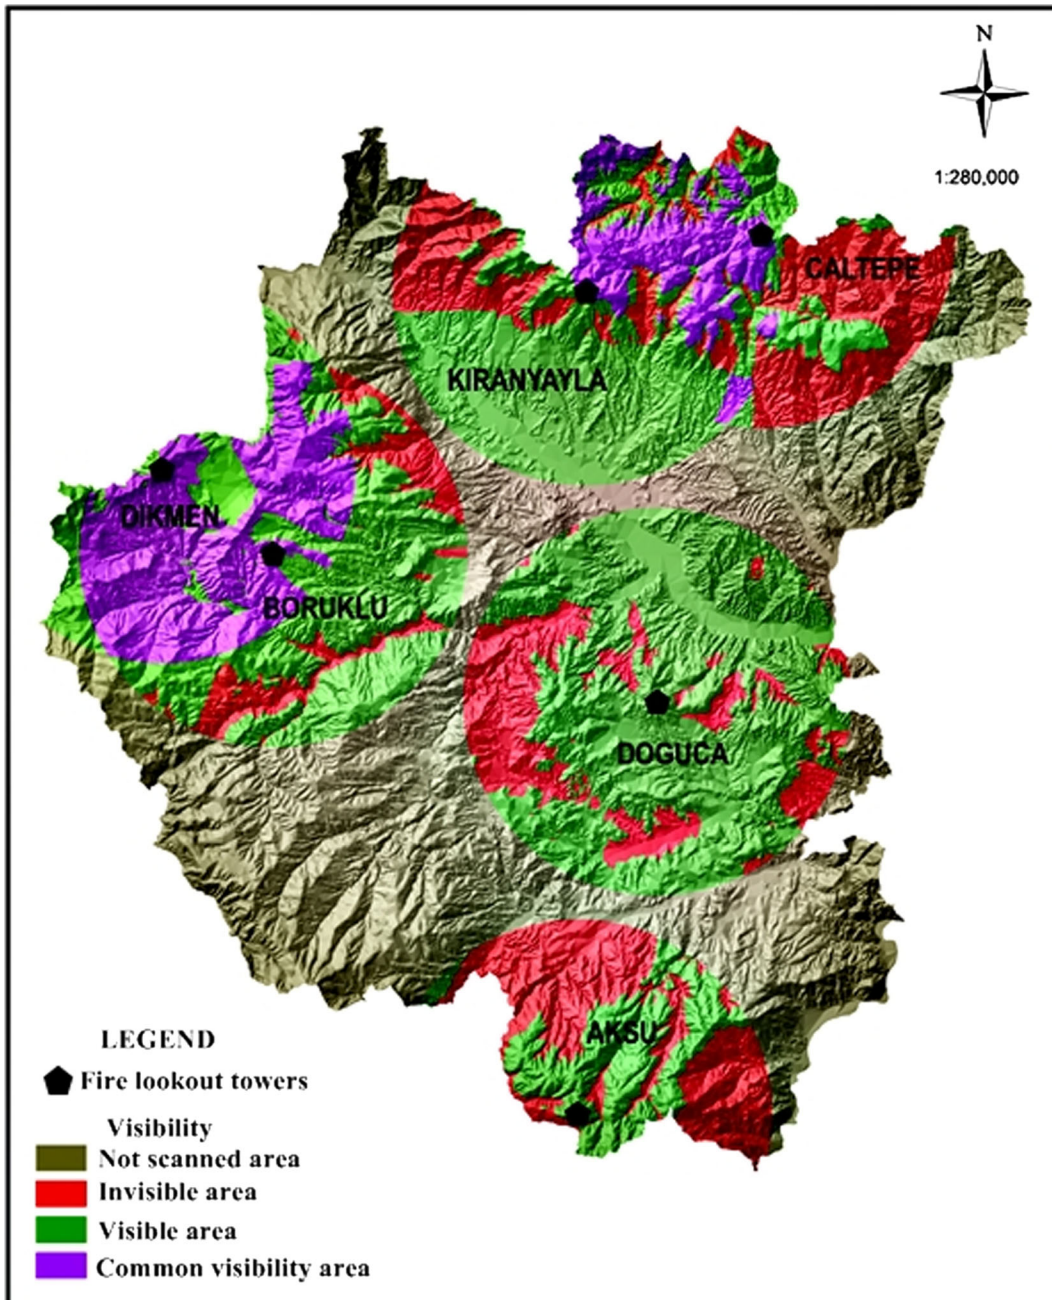 N
1:280,000
CALTEPE
KIRANYAYLA
DIKMEN
BORUKLU
DOGUCA
AKSU
LEGEND
Fire lookout towers
Visibility
Not scanned area
Invisible area
Visible area
Common visibility area